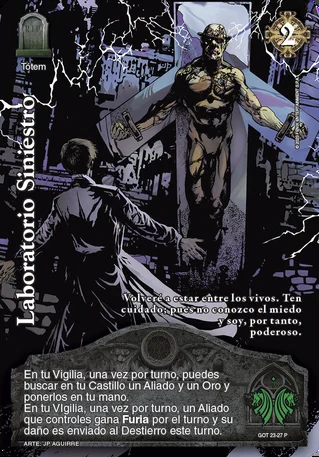 2
Tótem
Laboratorio Siniestro
Volveré a estar entre los vivos. Ten
cuidado; pues no conozco el miedo
y soy, por tanto,
poderoso.
En tu Vigilia, una vez por turno, puedes
buscar en tu Castillo un Aliado y un Oro y
ponerlos en tu mano.
En tu VIgilia, una vez por turno, un Aliado
que controles gana Furia por el turno y su
daño es enviado al Destierro este turno.
GOT 23-27 P
ARTE: JP. AGUIRRE